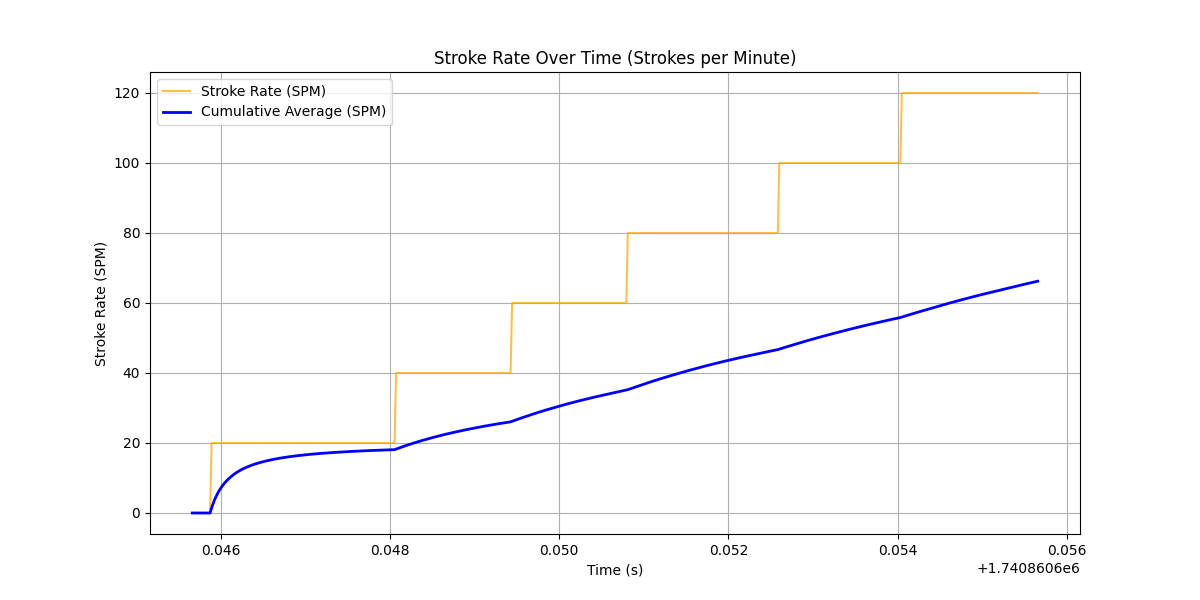 Stroke Rate Over Time (Strokes per Minute)
Stroke Rate (SPM)
Cumulative Average (SPM)
Stroke Rate (SPM)
120
100
80
60
40
20
0
0.046 0.048 0.050 0.052 0.054 0.056
Time (s)
+1.7408606e6